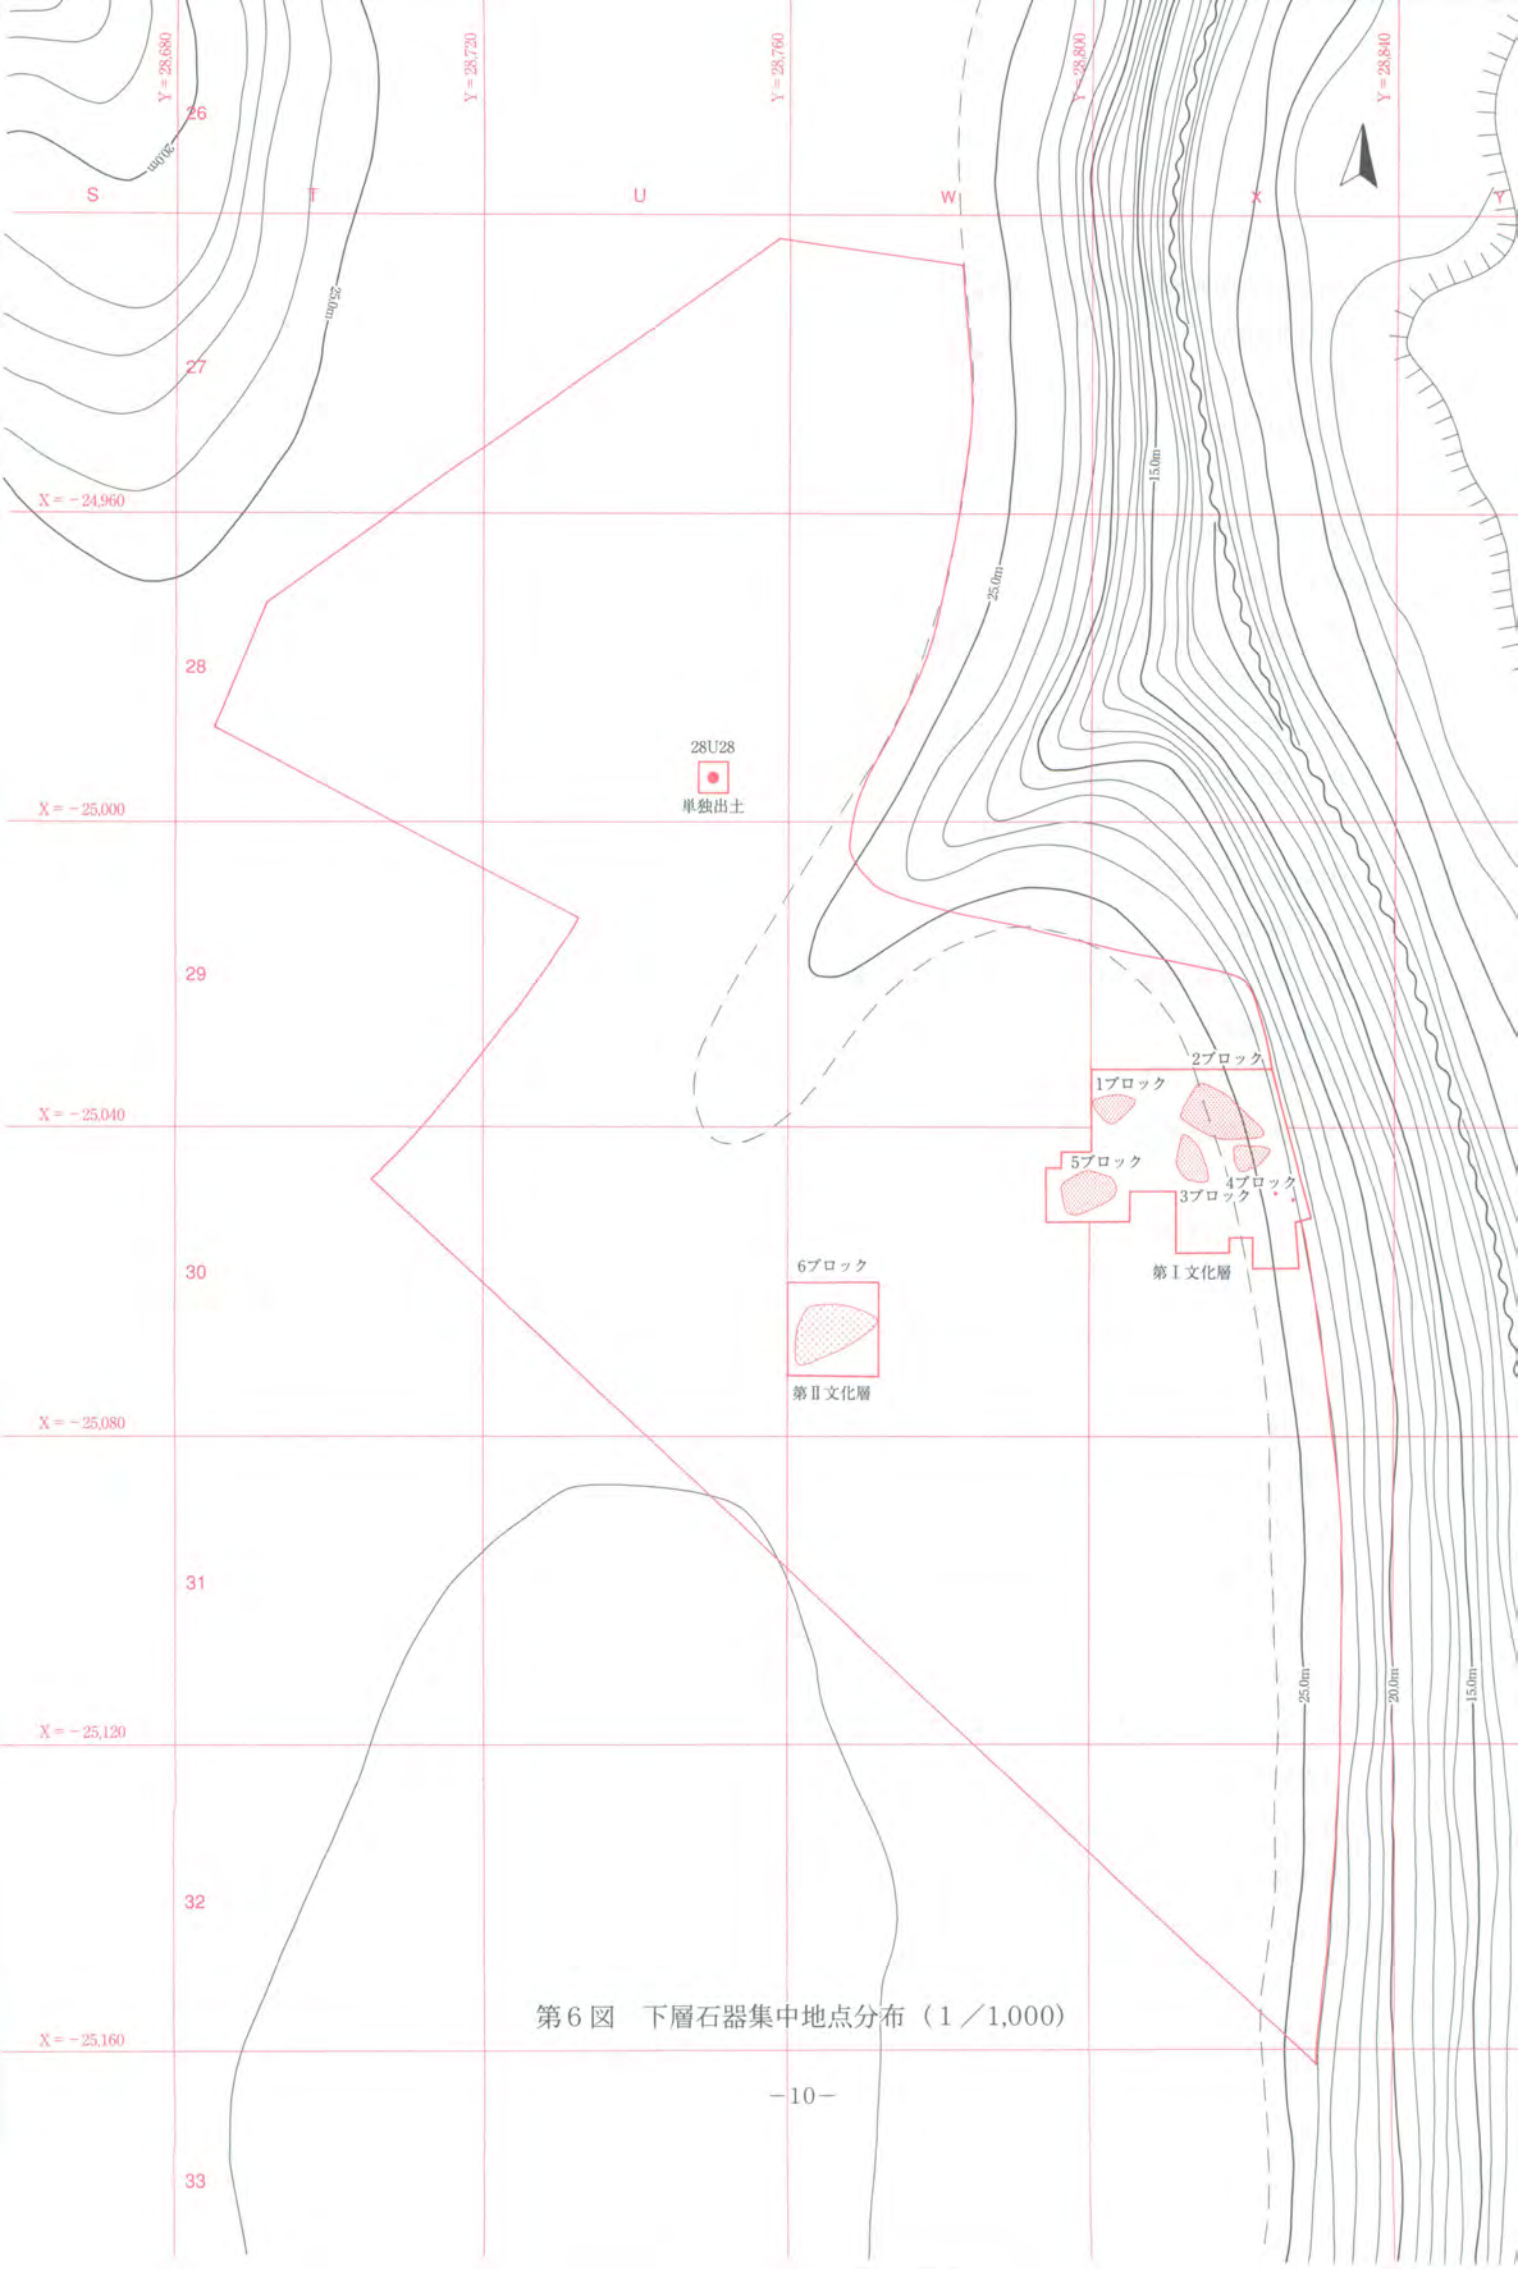 Y = 28,680
Y = 28,720
Y = 28,760
Y = 28,800
Y = 28,840
26
20.0m
S
T
U
W
X
Y
25.0m
27
15.0m
X = − 24,960
25.0m
28
28U28
単独出土
X = − 25,000
29
2ブロック
1ブロック
X = − 25,040
5ブロック
4ブロック
3ブロック
6ブロック
30
第Ⅰ文化層
第Ⅱ文化層
X = − 25,080
31
25.0m
20.0m
15.0m
X = − 25,120
32
第6図　下層石器集中地点分布（1／1,000）
X = − 25,160
−10−
33